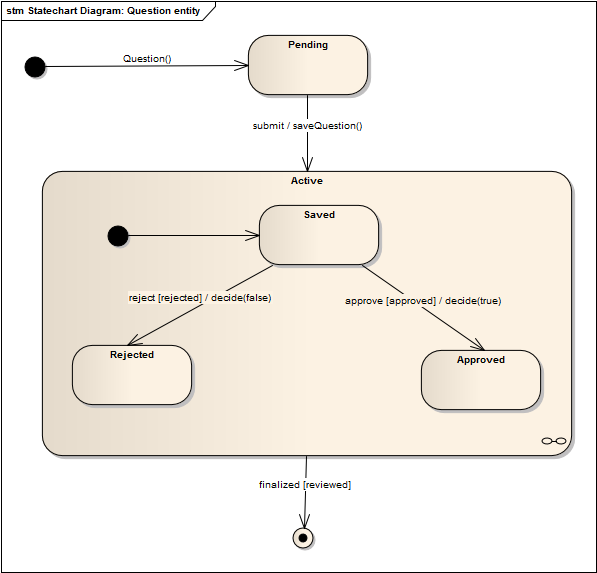 stm Statechart Diagram: Question entity
Pending
Question()
submit / saveQuestion()
Active
Saved
reject [rejected] / decide(false)
approve [approved] / decide(true)
Rejected
Approved
finalized [reviewed]